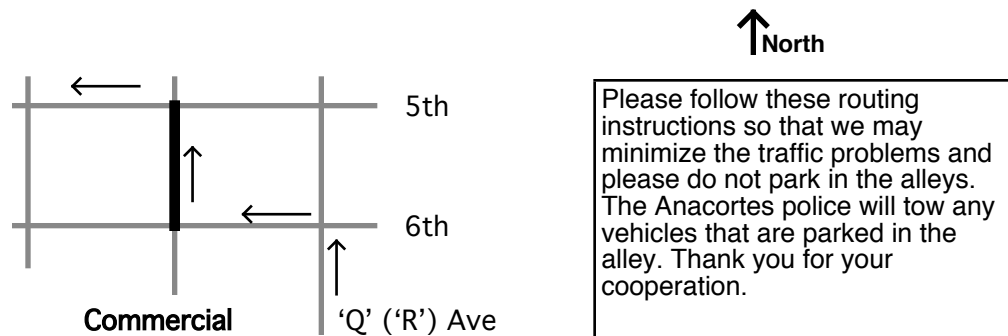 North
5th
6th
Commercial
‘Q’ (‘R’) Ave
Please follow these routing
instructions so that we may
minimize the traffic problems and
please do not park in the alleys.
The Anacortes police will tow any
vehicles that are parked in the
alley. Thank you for your
cooperation.